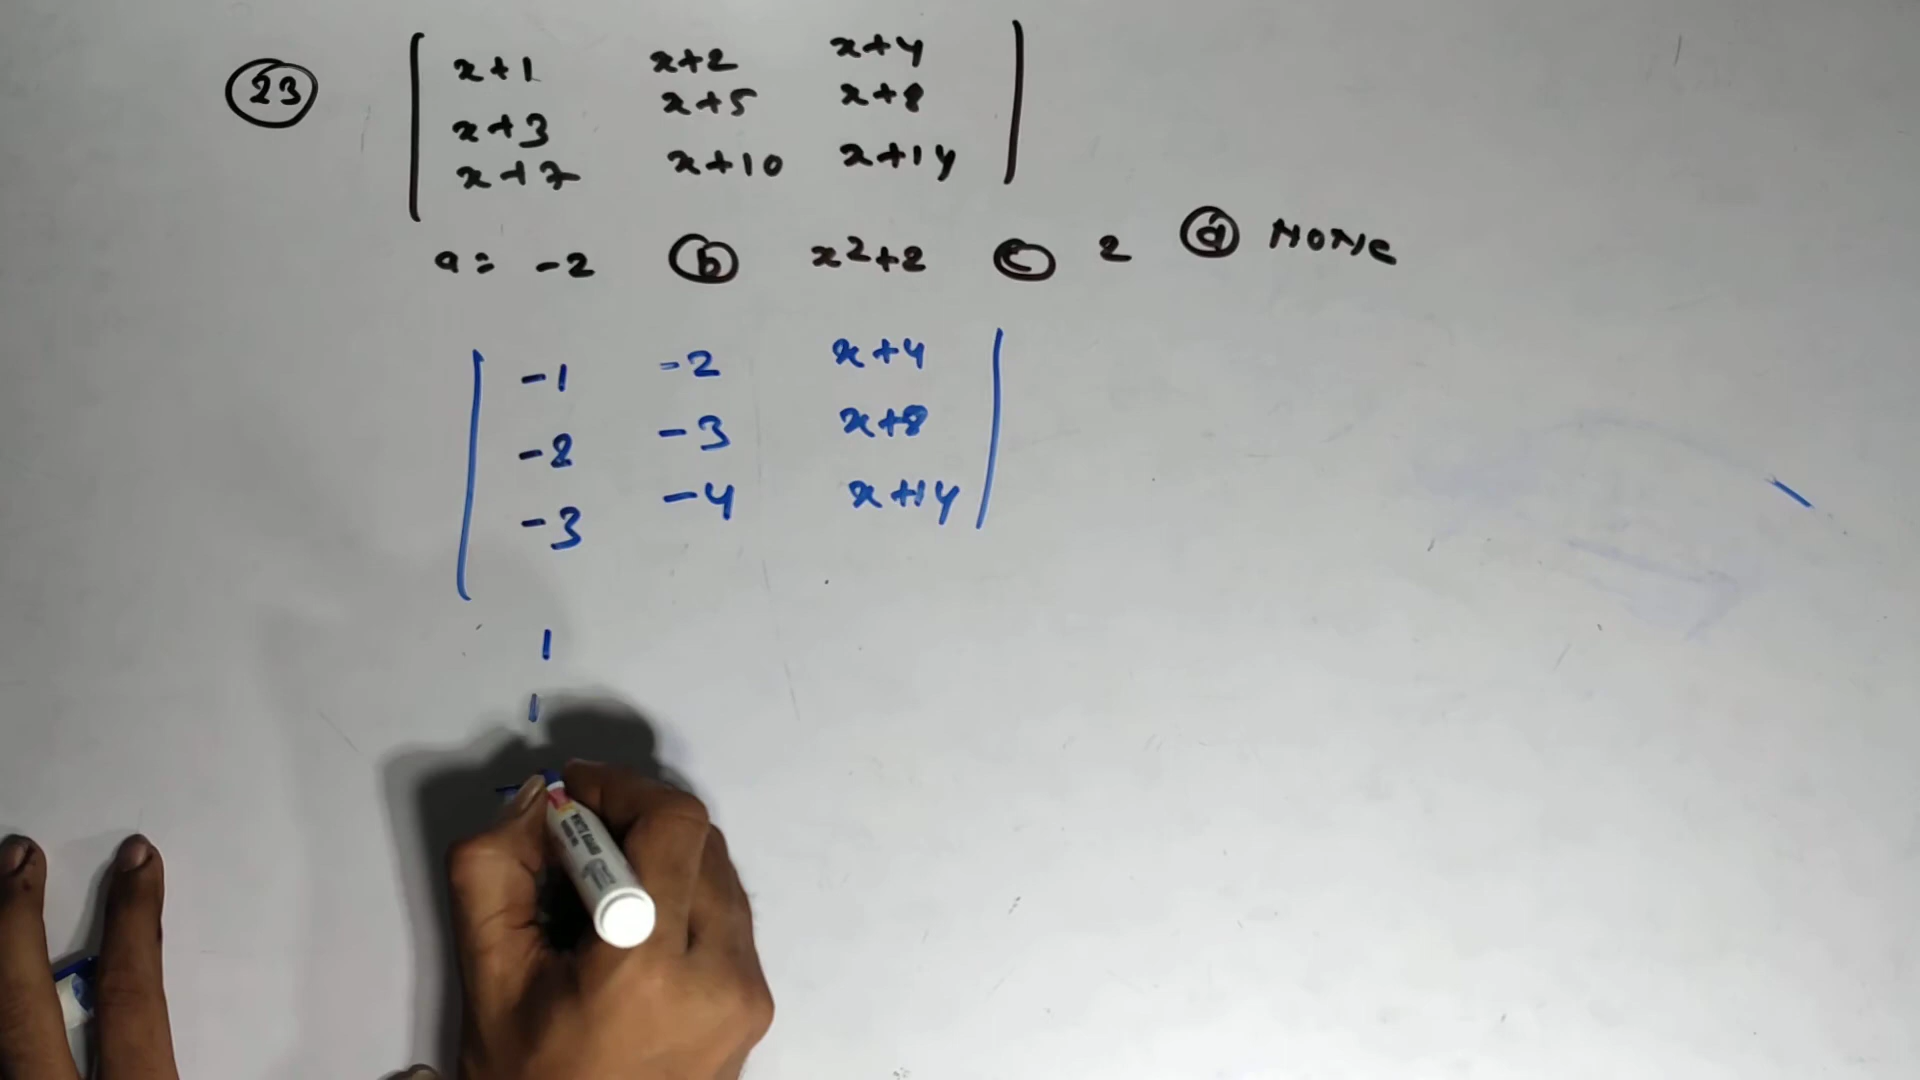 23
x+1 x+2 x+4
x+3 x+5 x+8
x+7 x+10 x+14
a= -2 b x²+2 c 2 d NONE
-1 -2 x+4
-2 -3 x+8
-3 -4 x+14
1
1